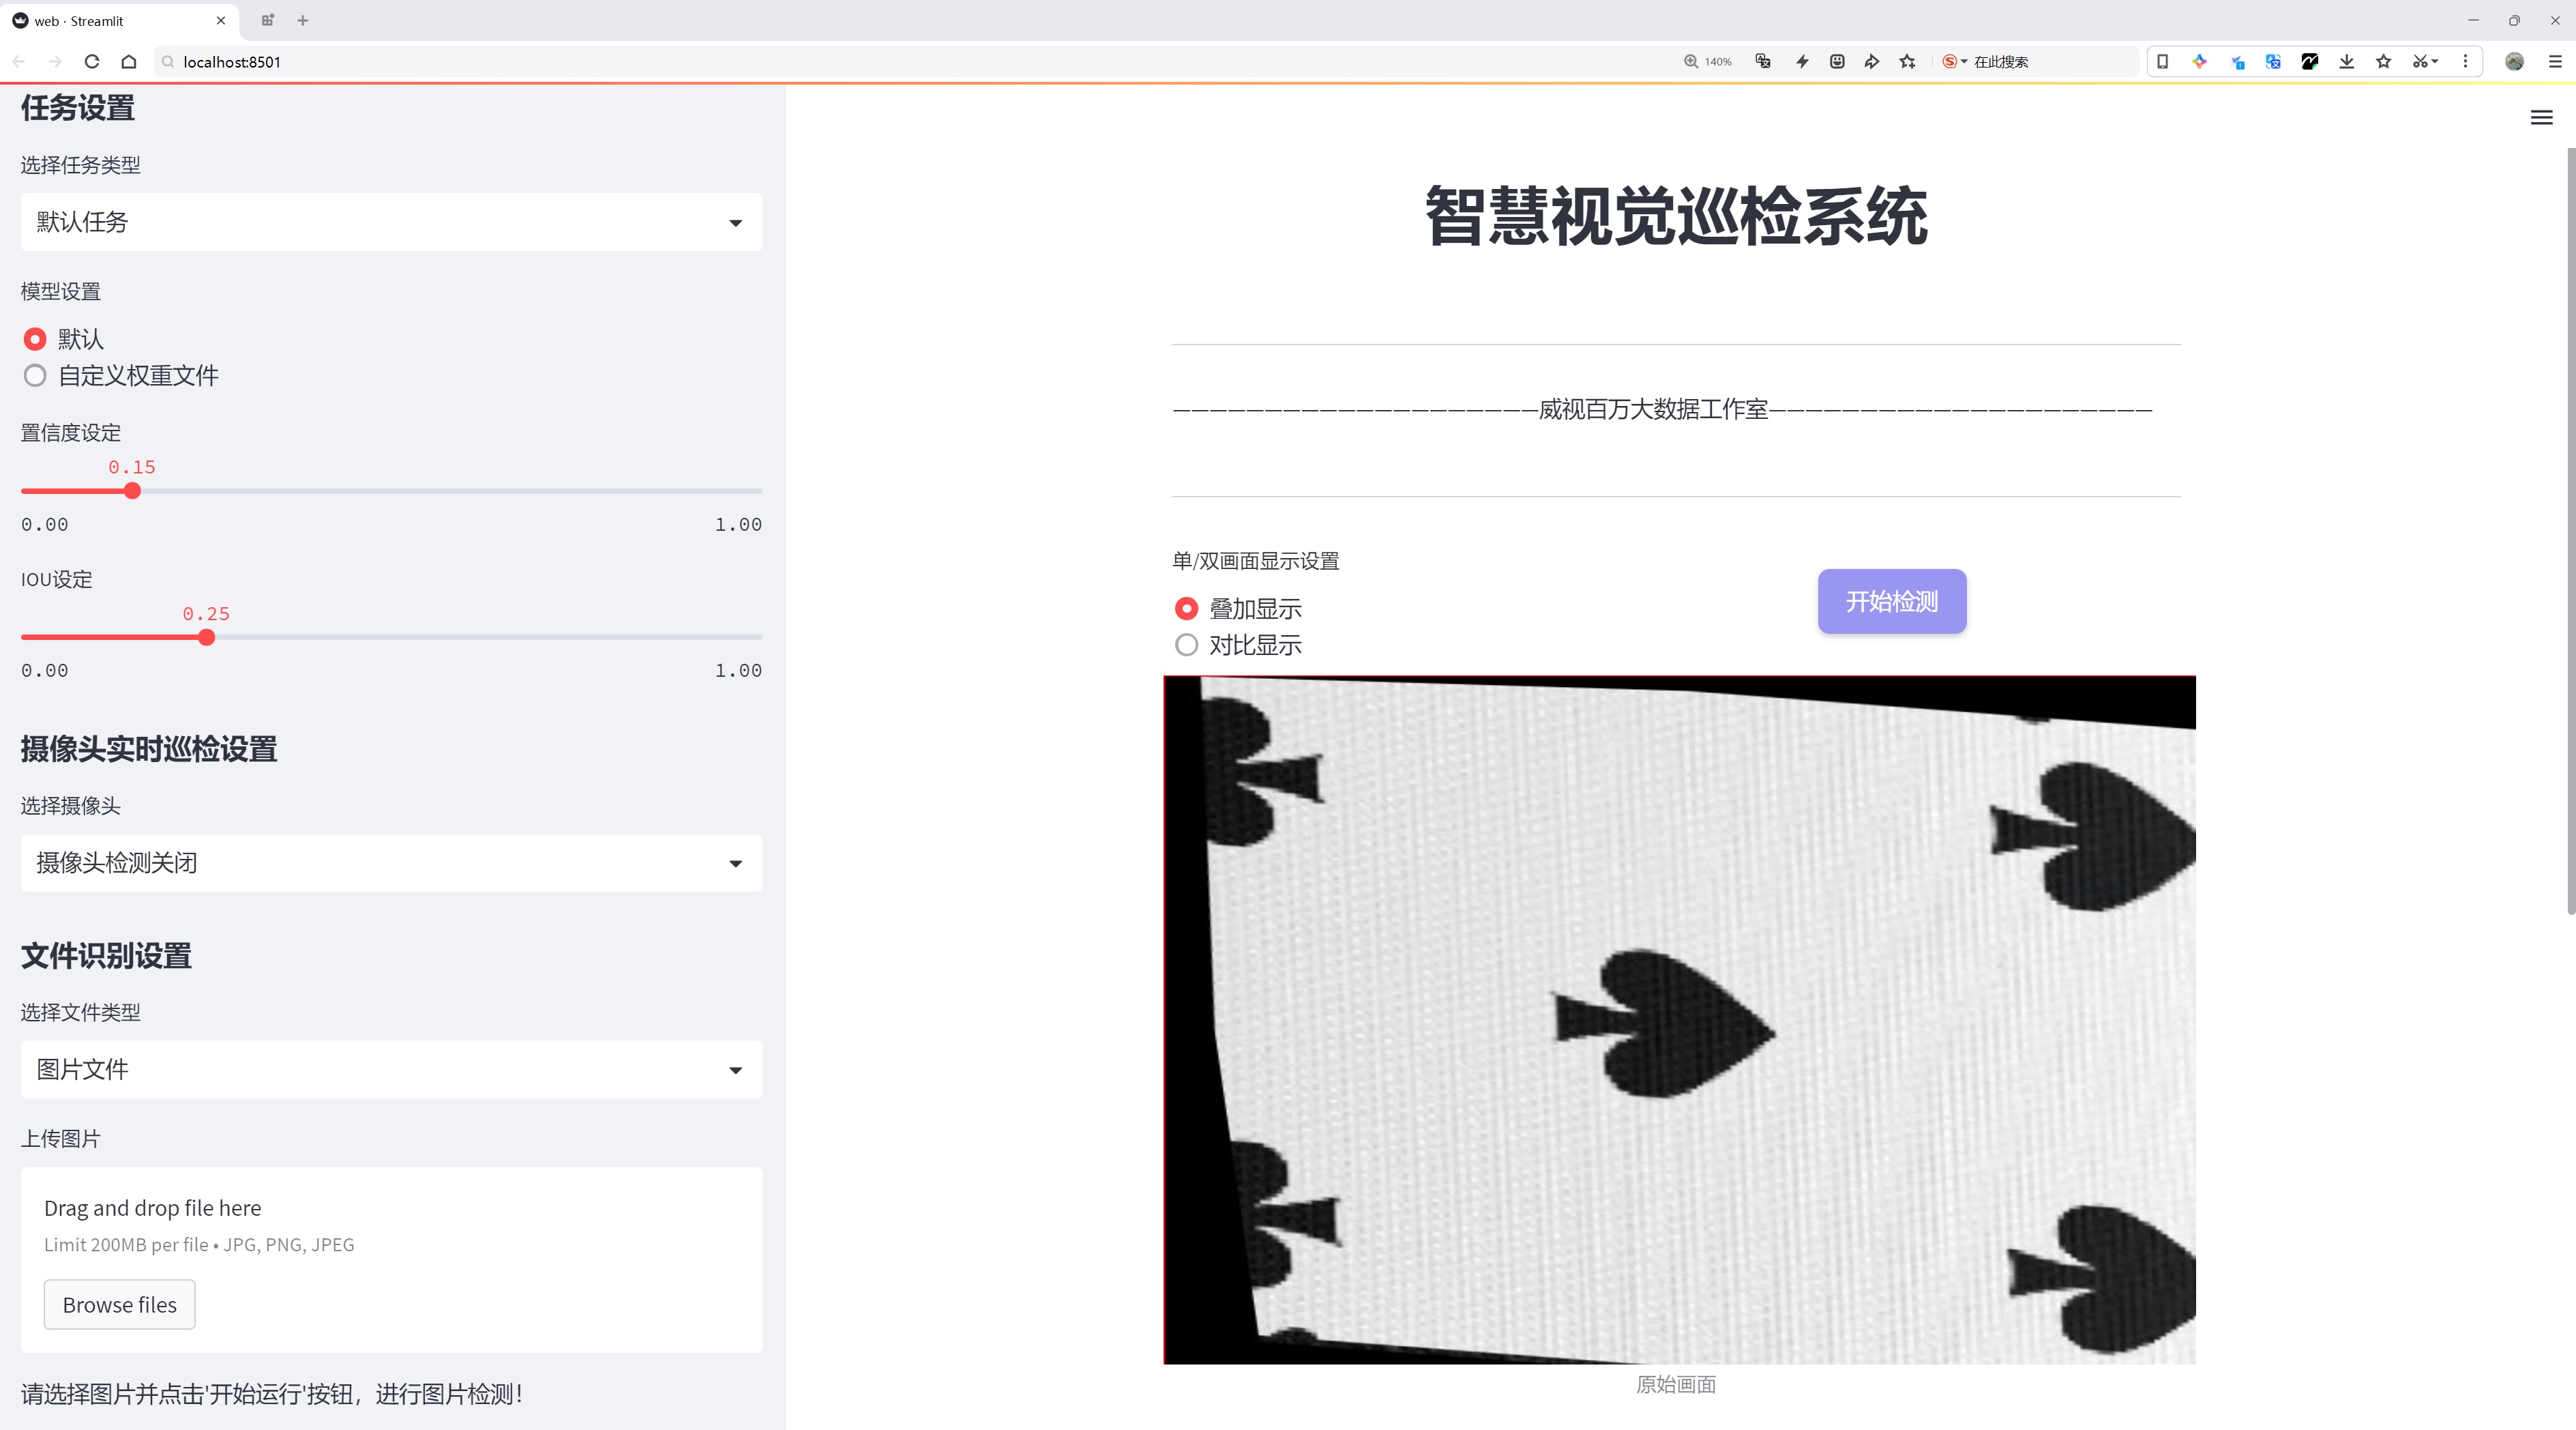 web · Streamlit
localhost:8501
140%
在此搜索
任务设置
选择任务类型
默认任务
模型设置
默认
自定义权重文件
置信度设定
0.15
0.00
1.00
IOU设定
0.25
0.00
1.00
摄像头实时巡检设置
选择摄像头
摄像头检测关闭
文件识别设置
选择文件类型
图片文件
上传图片
Drag and drop file here
Limit 200MB per file • JPG, PNG, JPEG
Browse files
请选择图片并点击'开始运行'按钮，进行图片检测！
智慧视觉巡检系统
————————————————————威视百万大数据工作室—————————————————————
单/双画面显示设置
叠加显示
对比显示
开始检测
原始画面